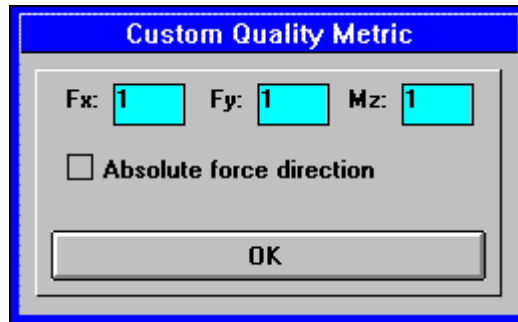 Custom Quality Metric
Fx: 1 Fy: 1 Mz: 1
Absolute force direction
OK